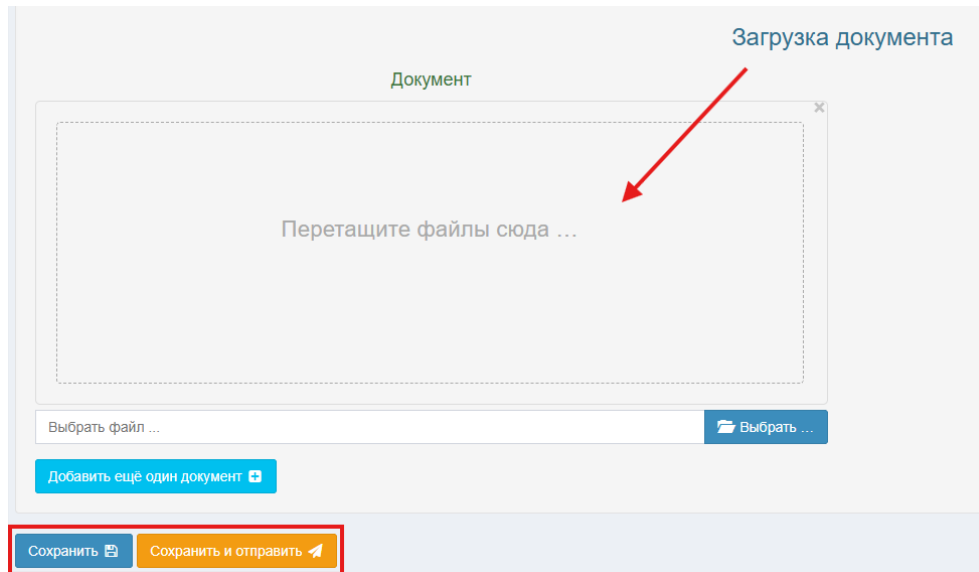 Загрузка документа
Документ
Перетащите файлы сюда …
Выбрать файл ...
Выбрать …
Добавить ещё один документ
Сохранить
Сохранить и отправить